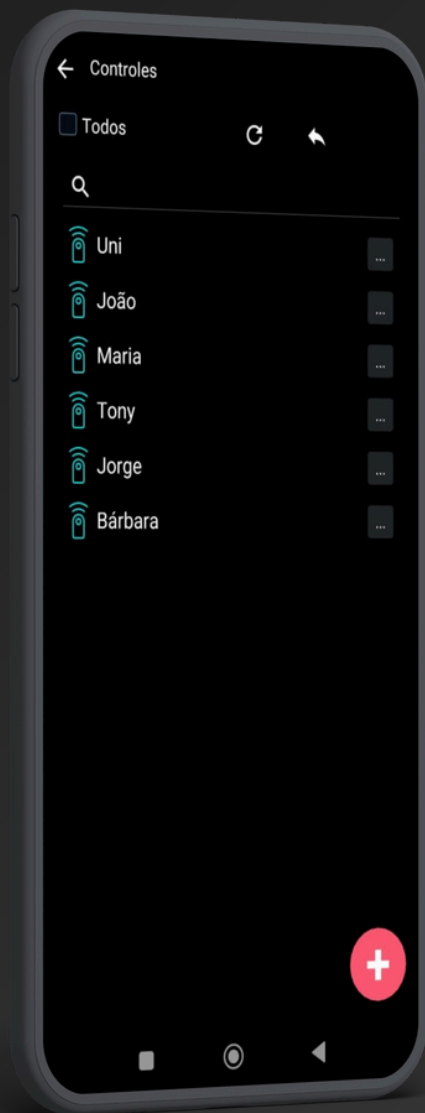 Controles
Todos
Uni
...
João
...
Maria
...
Tony
...
Jorge
...
Bárbara
...